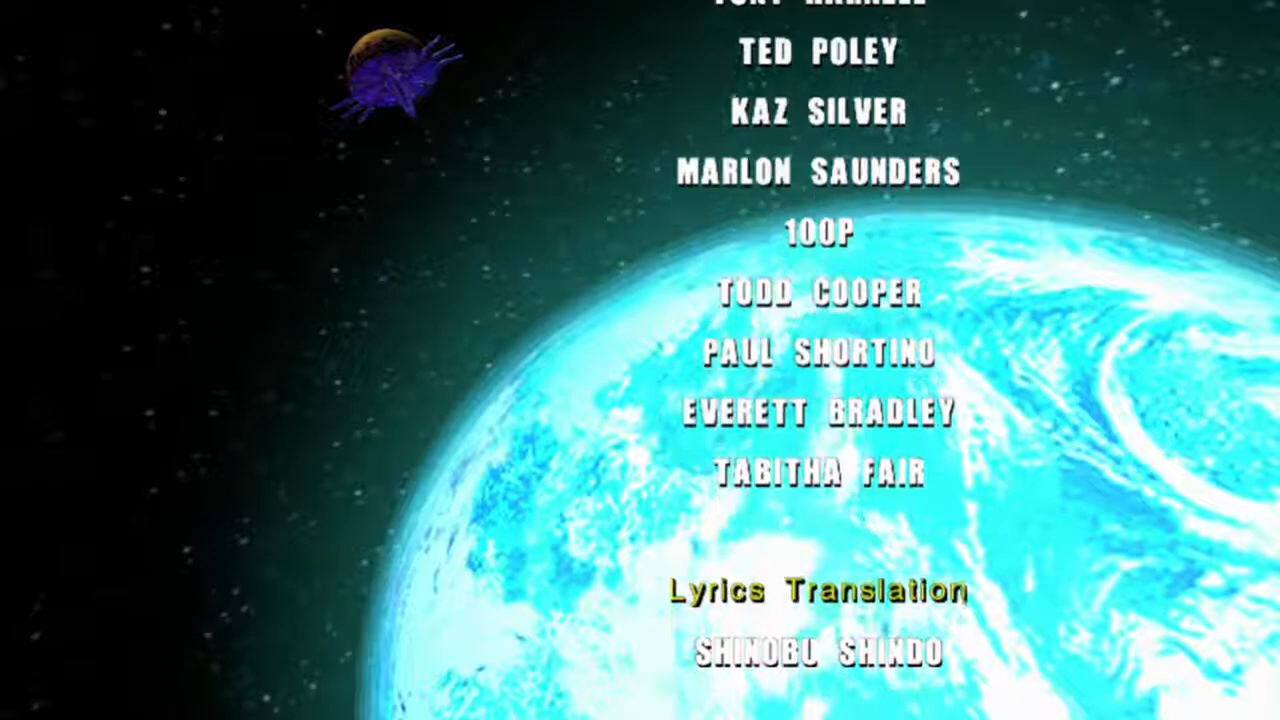 TED POLEY
KAZ SILVER
MARLON SAUNDERS
100P
TODD COOPER
PAUL SHORTINO
EVERETT BRADLEY
TABITHA FAIR
Lyrics Translation
SHINOBU SHINDO